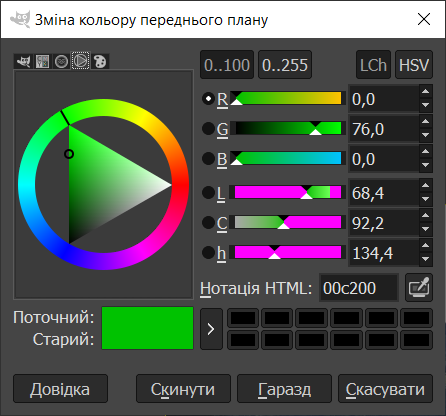 Зміна кольору переднього плану
0..100 0..255 LCh HSV
R 0,0
G 76,0
B 0,0
L 68,4
C 92,2
h 134,4
Нотація HTML: 00c200
Поточний:
Старий:
Довідка Скинути Гаразд Скасувати